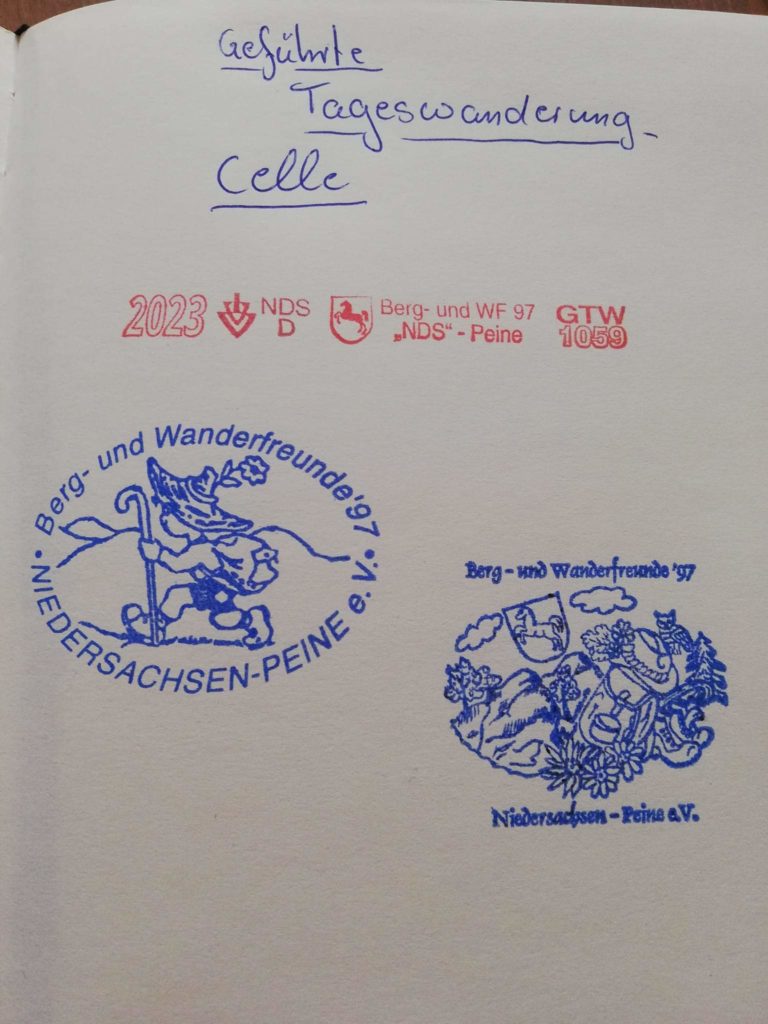 Geführte
Tageswanderung
Celle
2023 IVV NDS D Berg- und WF 97 „NDS“ - Peine GTW 1059
Berg- und Wanderfreunde'97
• NIEDERSACHSEN-PEINE e.V. •
Berg- und Wanderfreunde '97
Niedersachsen - Peine e.V.